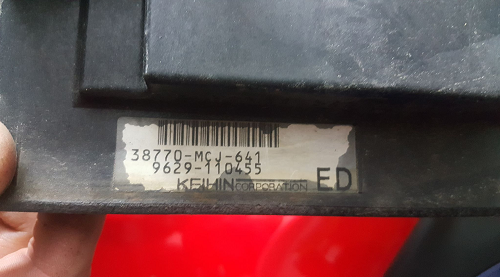 38770-MCJ-641
9629-110455
KEIHIN CORPORATION ED